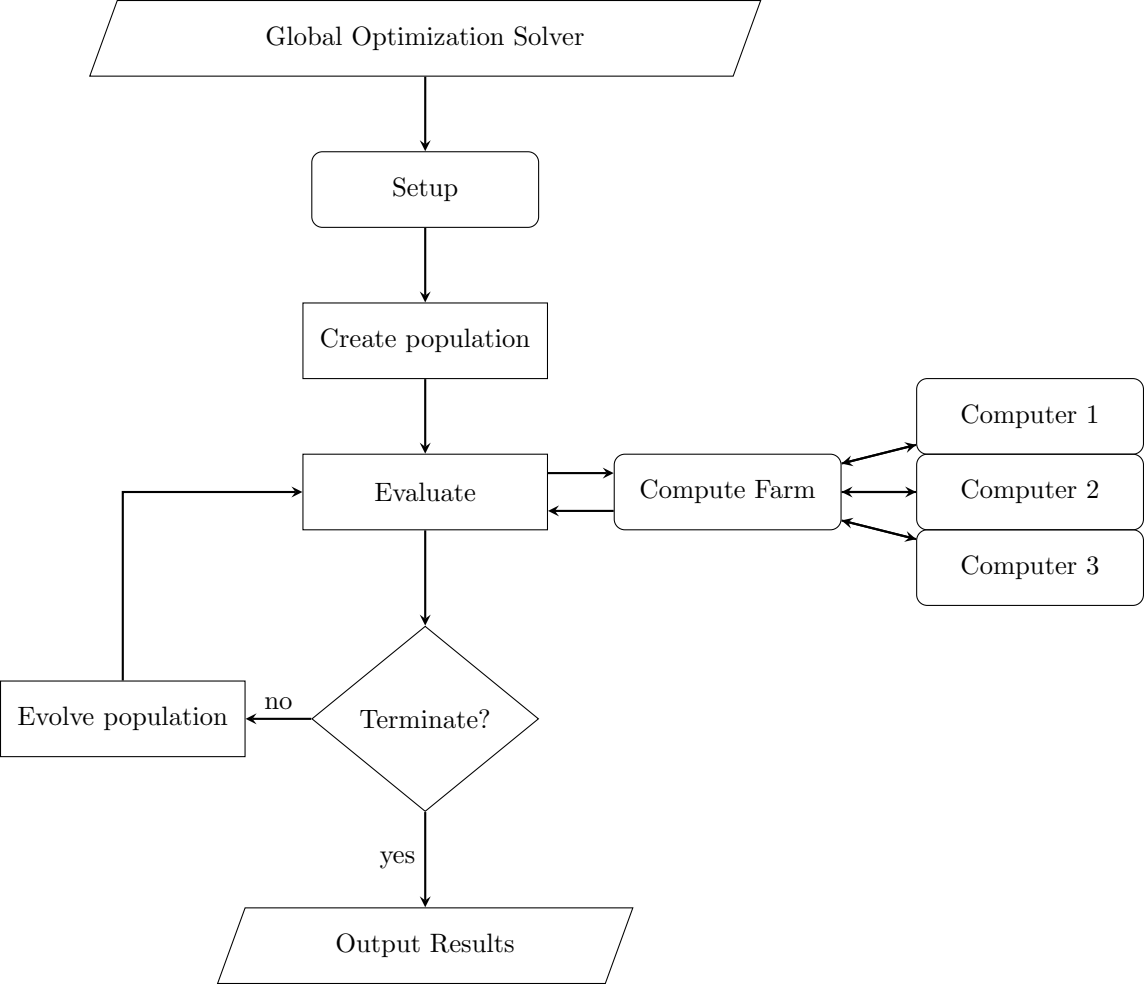 Global Optimization Solver
Setup
Create population
Computer 1
Evaluate
Compute Farm
Computer 2
Computer 3
Evolve population
no
Terminate?
yes
Output Results